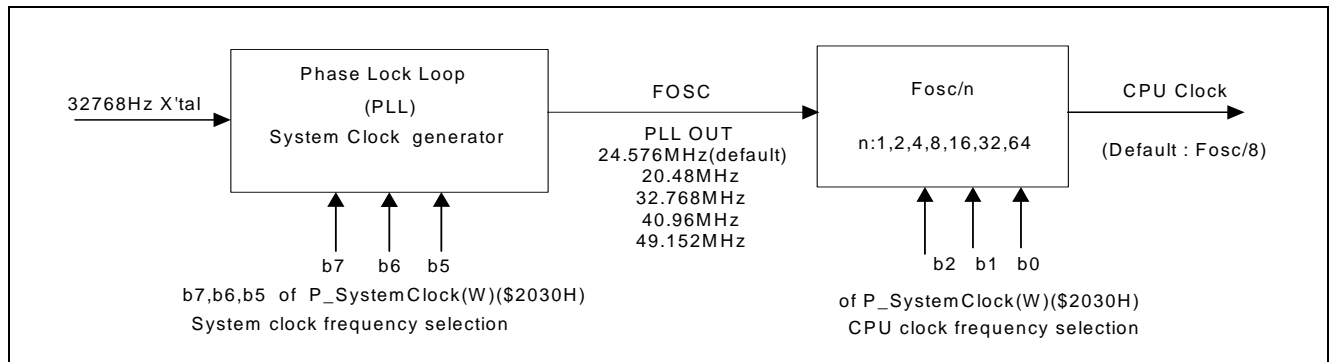 32768Hz X'tal
Phase Lock Loop
(PLL)
System Clock generator
FOSC
PLL OUT
24.576MHz(default)
20.48MHz
32.768MHz
40.96MHz
49.152MHz
Fosc/n
n:1,2,4,8,16,32,64
CPU Clock
(Default : Fosc/8)
b7 b6 b5
b7,b6,b5 of P_SystemClock(W)($2030H)
System clock frequency selection
b2 b1 b0
of P_SystemClock(W)($2030H)
CPU clock frequency selection